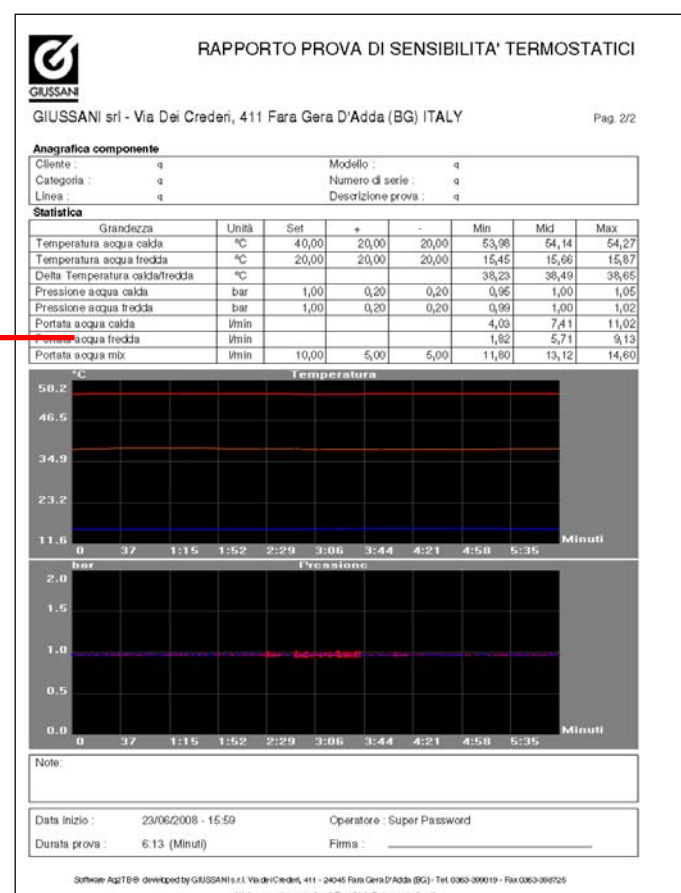 RAPPORTO PROVA DI SENSIBILITA' TERMOSTATICI
GIUSSANI
GIUSSANI srl - Via Dei Crederi, 411 Fara Gera D'Adda (BG) ITALY Pag. 2/2
Anagrafica componente
Cliente : q Modello : q
Categoria : q Numero di serie : q
Linea : q Descrizione prova : q
Statistica
Grandezza Unità Set + - Min Mid Max
Temperatura acqua calda °C 40,00 20,00 20,00 53,98 54,14 54,27
Temperatura acqua fredda °C 20,00 20,00 20,00 15,45 15,66 15,87
Delta Temperatura calda/fredda °C 38,23 38,49 38,65
Pressione acqua calda bar 1,00 0,20 0,20 0,95 1,00 1,05
Pressione acqua fredda bar 1,00 0,20 0,20 0,99 1,00 1,02
Portata acqua calda l/min 4,03 7,41 11,02
Portata acqua fredda l/min 1,82 5,71 9,13
Portata acqua mix l/min 10,00 5,00 5,00 11,80 13,12 14,60
°C Temperatura
58.2
46.5
34.9
23.2
11.6 Minuti
0 37 1:15 1:52 2:29 3:06 3:44 4:21 4:58 5:35
bar Pressione
2.0
1.5
1.0
0.5
0.0 Minuti
0 37 1:15 1:52 2:29 3:06 3:44 4:21 4:58 5:35
Note:
Data inizio : 23/06/2008 - 15:59 Operatore : Super Password
Durata prova : 6:13 (Minuti) Firma :
Software Aq2TB® developed by GIUSSANI s.r.l. Via dei Crederi, 411 - 24045 Fara Gera D'Adda (BG)- Tel. 0363-399019 - Fax 0363-398725